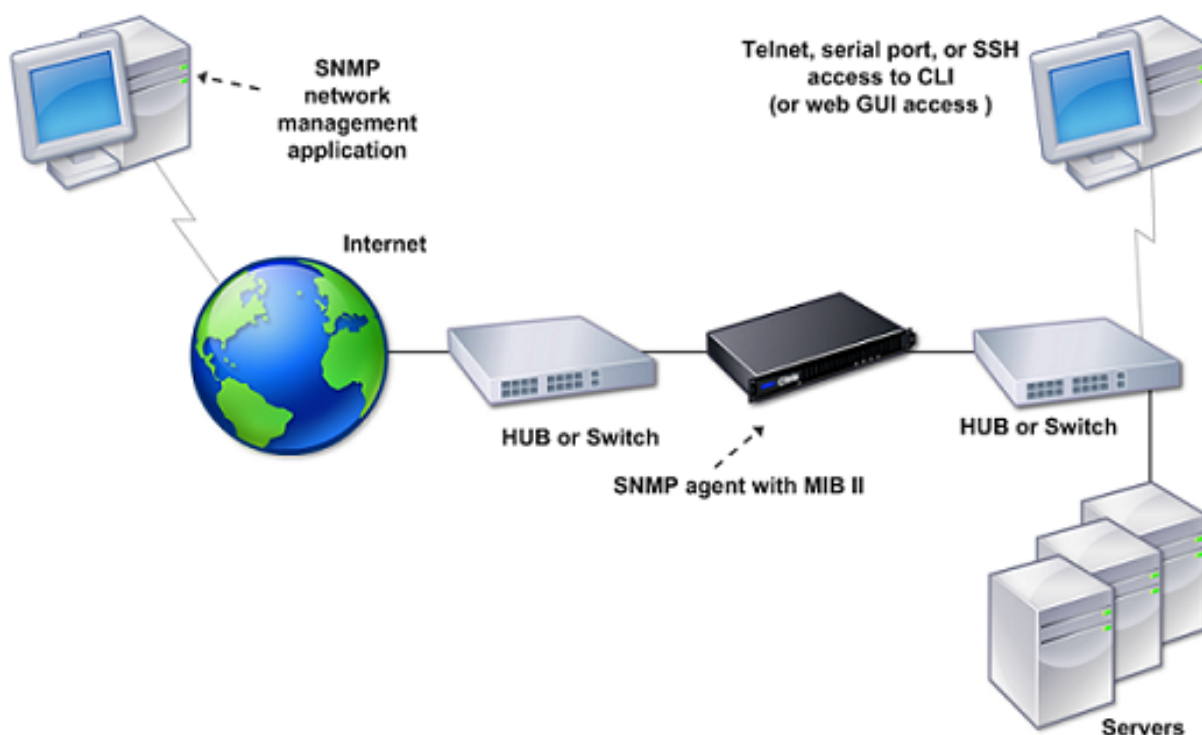 SNMP
network
management
application
Telnet, serial port, or SSH
access to CLI
(or web GUI access )
Internet
HUB or Switch
SNMP agent with MIB II
HUB or Switch
Servers